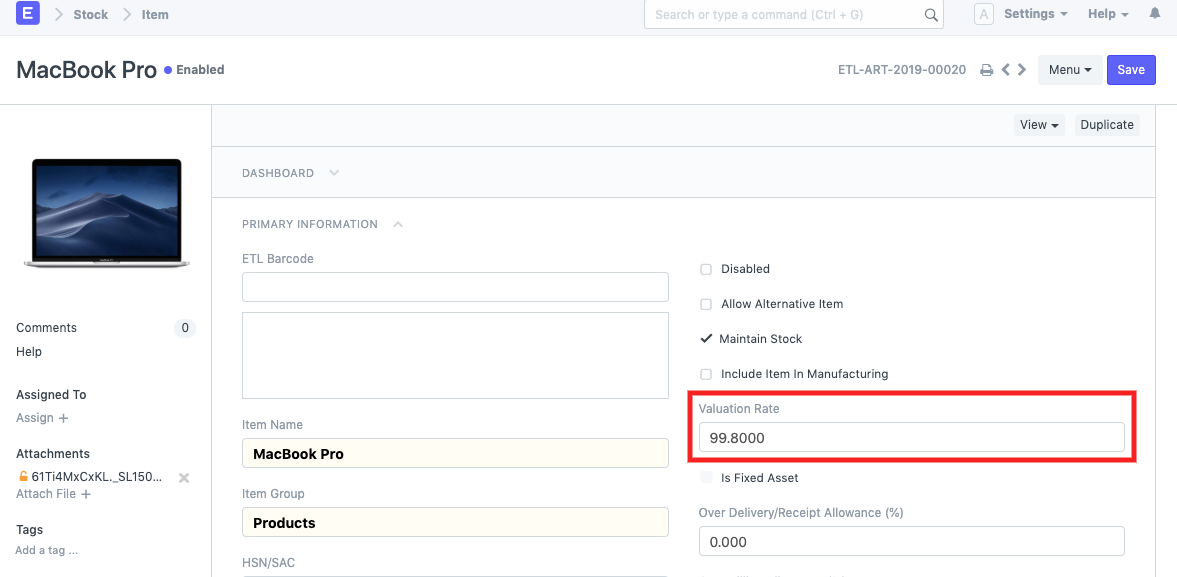 E Stock Item Search or type a command (Ctrl + G) A Settings Help
MacBook Pro Enabled ETL-ART-2019-00020 Menu Save
View Duplicate
DASHBOARD
PRIMARY INFORMATION
ETL Barcode
Item Name
MacBook Pro
Item Group
Products
HSN/SAC
Disabled
Allow Alternative Item
Maintain Stock
Include Item In Manufacturing
Valuation Rate
99.8000
Is Fixed Asset
Over Delivery/Receipt Allowance (%)
0.000
Comments 0
Help
Assigned To
Assign +
Attachments
61Ti4MxCxKL._SL150...
Attach File +
Tags
Add a tag ...